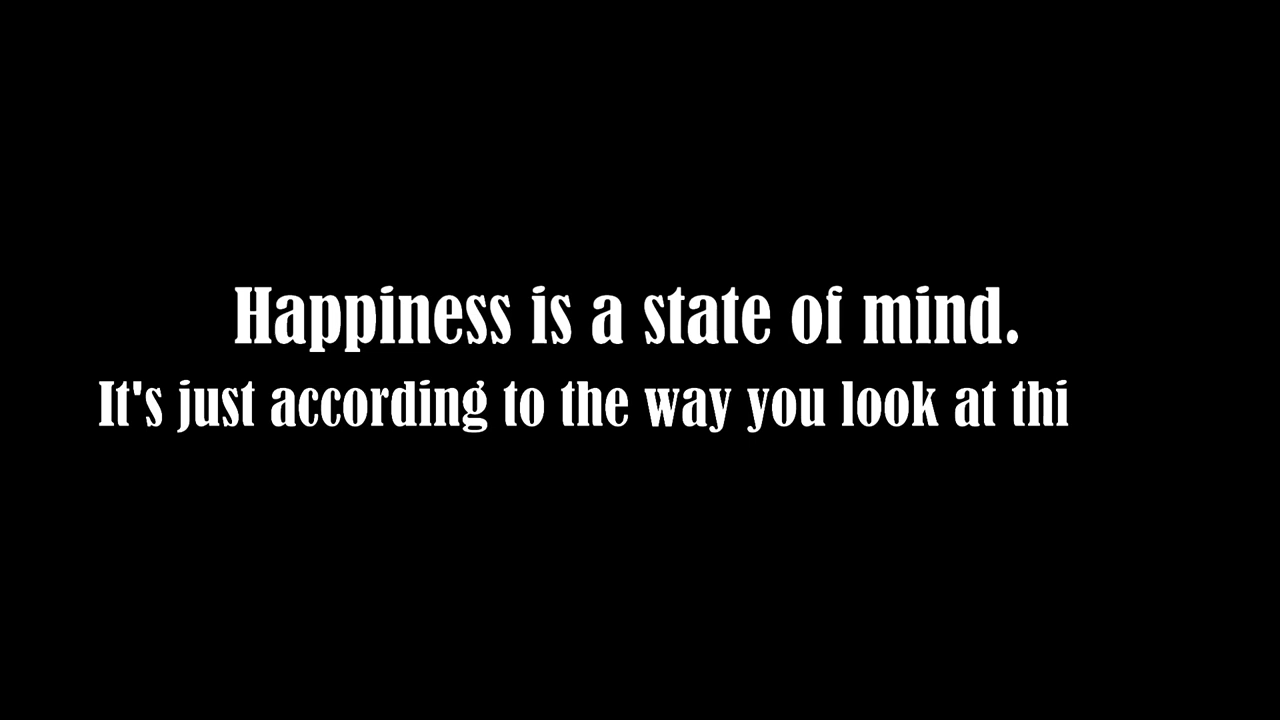 Happiness is a state of mind.
It's just according to the way you look at thi